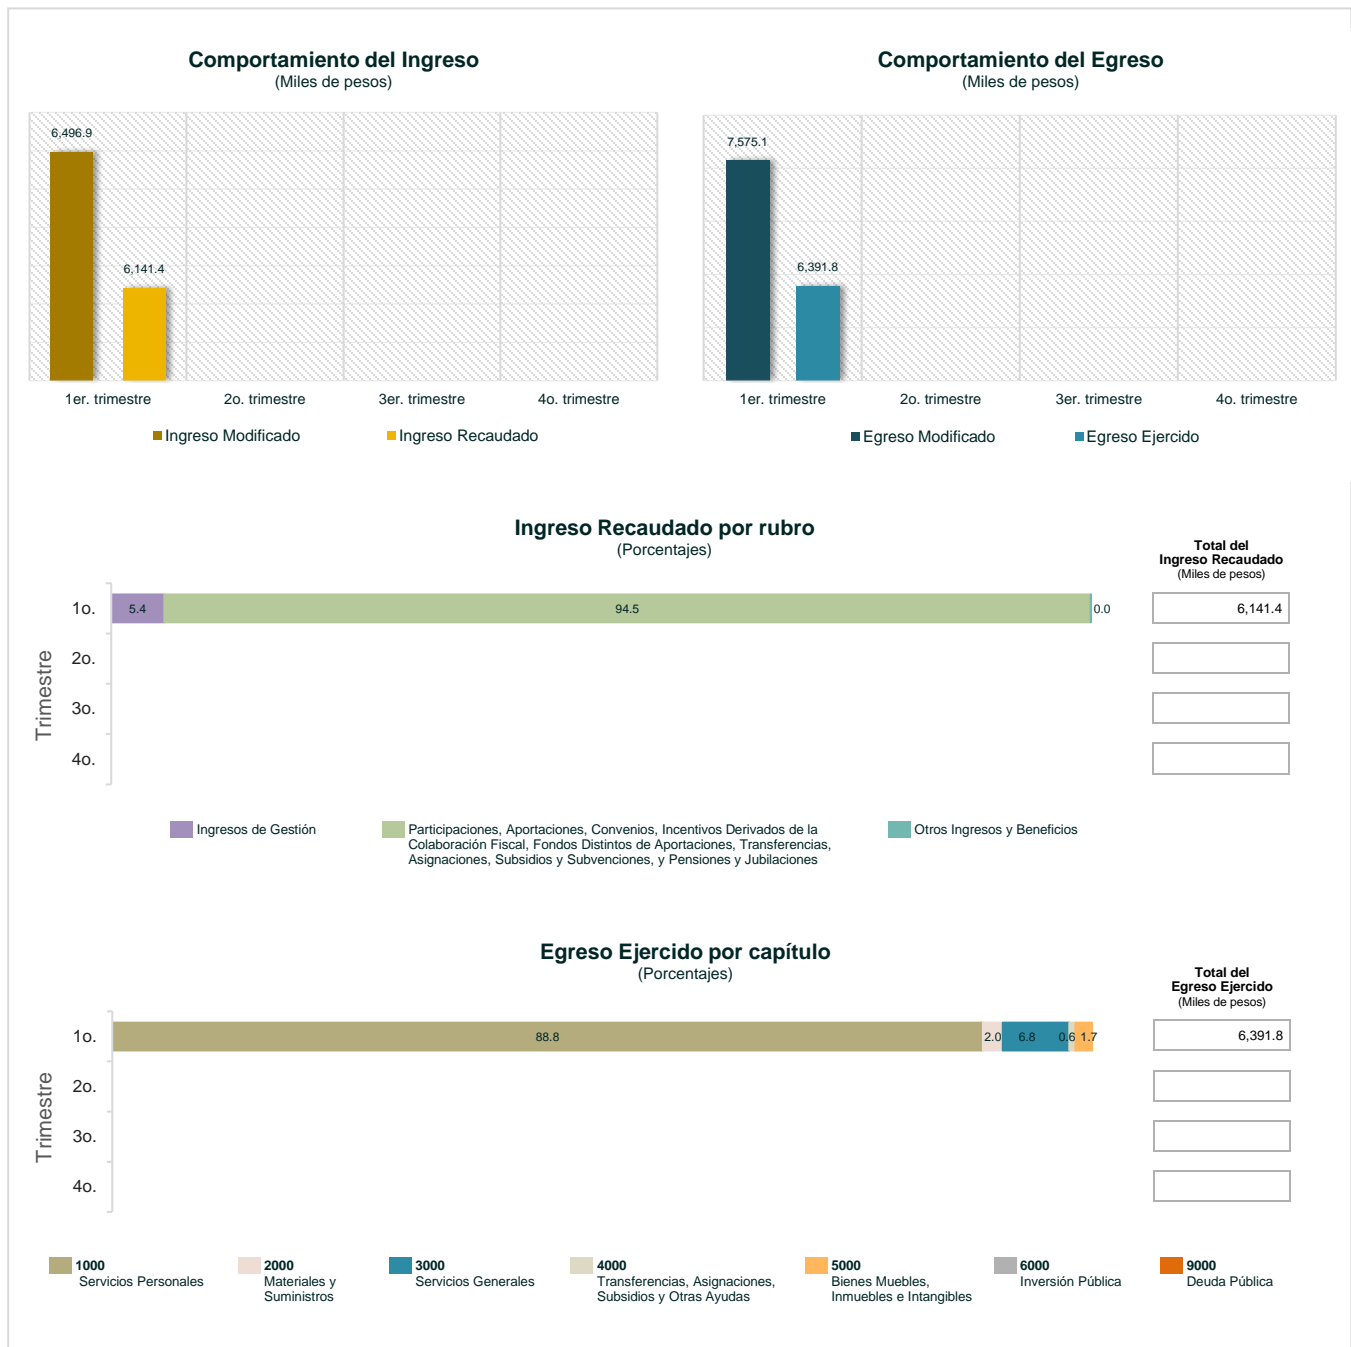 Comportamiento del Ingreso
(Miles de pesos)
6,496.9
6,141.4
1er. trimestre
2o. trimestre
3er. trimestre
4o. trimestre
Ingreso Modificado
Ingreso Recaudado
Comportamiento del Egreso
(Miles de pesos)
7,575.1
6,391.8
1er. trimestre
2o. trimestre
3er. trimestre
4o. trimestre
Egreso Modificado
Egreso Ejercido
Ingreso Recaudado por rubro
(Porcentajes)
Total del
Ingreso Recaudado
(Miles de pesos)
Trimestre
1o.
5.4
94.5
0.0
6,141.4
2o.
3o.
4o.
Ingresos de Gestión
Participaciones, Aportaciones, Convenios, Incentivos Derivados de la
Colaboración Fiscal, Fondos Distintos de Aportaciones, Transferencias,
Asignaciones, Subsidios y Subvenciones, y Pensiones y Jubilaciones
Otros Ingresos y Beneficios
Egreso Ejercido por capítulo
(Porcentajes)
Total del
Egreso Ejercido
(Miles de pesos)
Trimestre
1o.
88.8
2.0
6.8
0.6
1.7
6,391.8
2o.
3o.
4o.
1000
Servicios Personales
2000
Materiales y
Suministros
3000
Servicios Generales
4000
Transferencias, Asignaciones,
Subsidios y Otras Ayudas
5000
Bienes Muebles,
Inmuebles e Intangibles
6000
Inversión Pública
9000
Deuda Pública